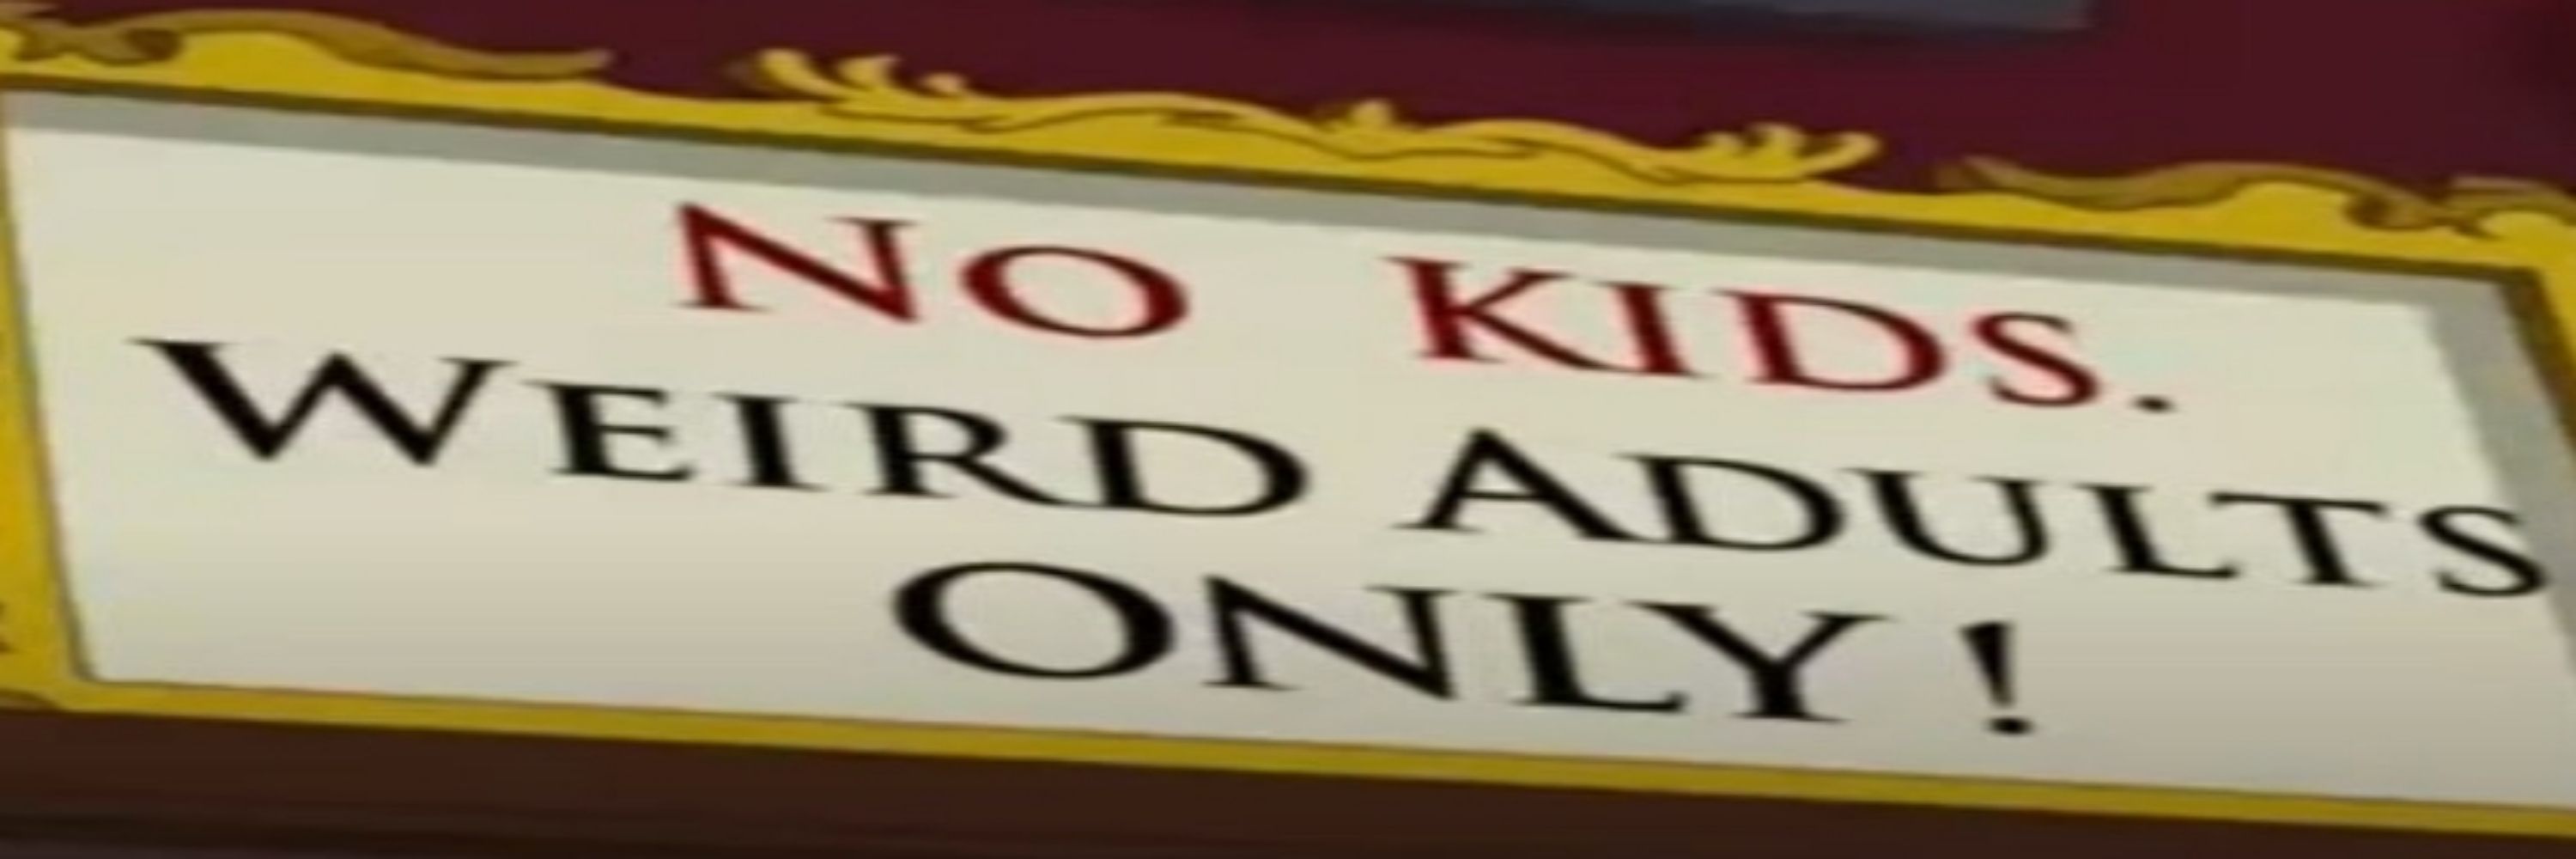 NO KIDS.
WEIRD ADULTS
ONLY!